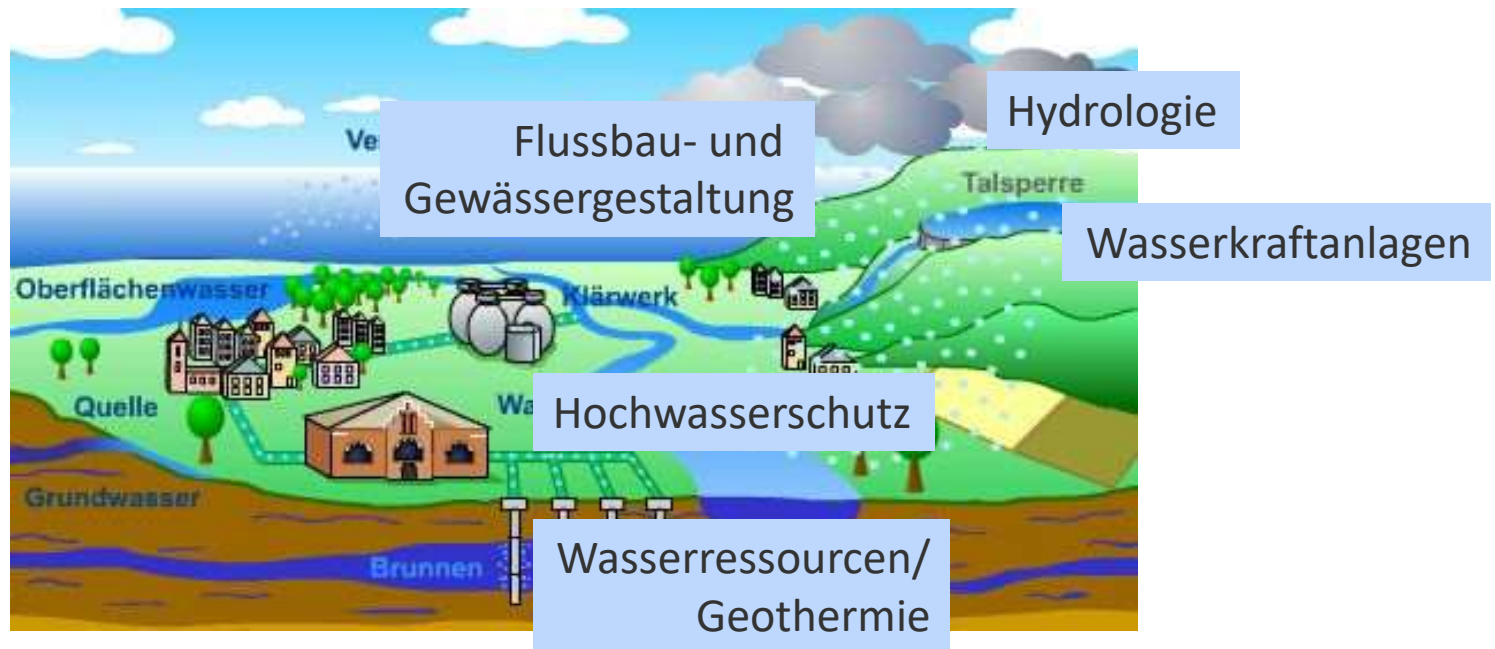 Hydrologie
Flussbau- und
Gewässergestaltung
Talsperre
Wasserkraftanlagen
Oberflächenwasser
Klärwerk
Quelle
Hochwasserschutz
Grundwasser
Brunnen
Wasserressourcen/
Geothermie